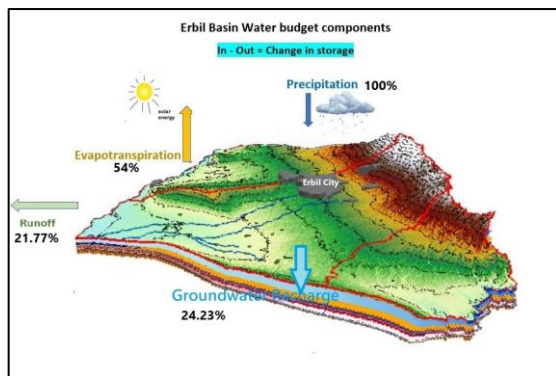 Erbil Basin Water budget components
In - Out = Change in storage
Precipitation 100%
solar
energy
Evapotranspiration
54%
Erbil City
Runoff
21.77%
Groundwater Recharge
24.23%